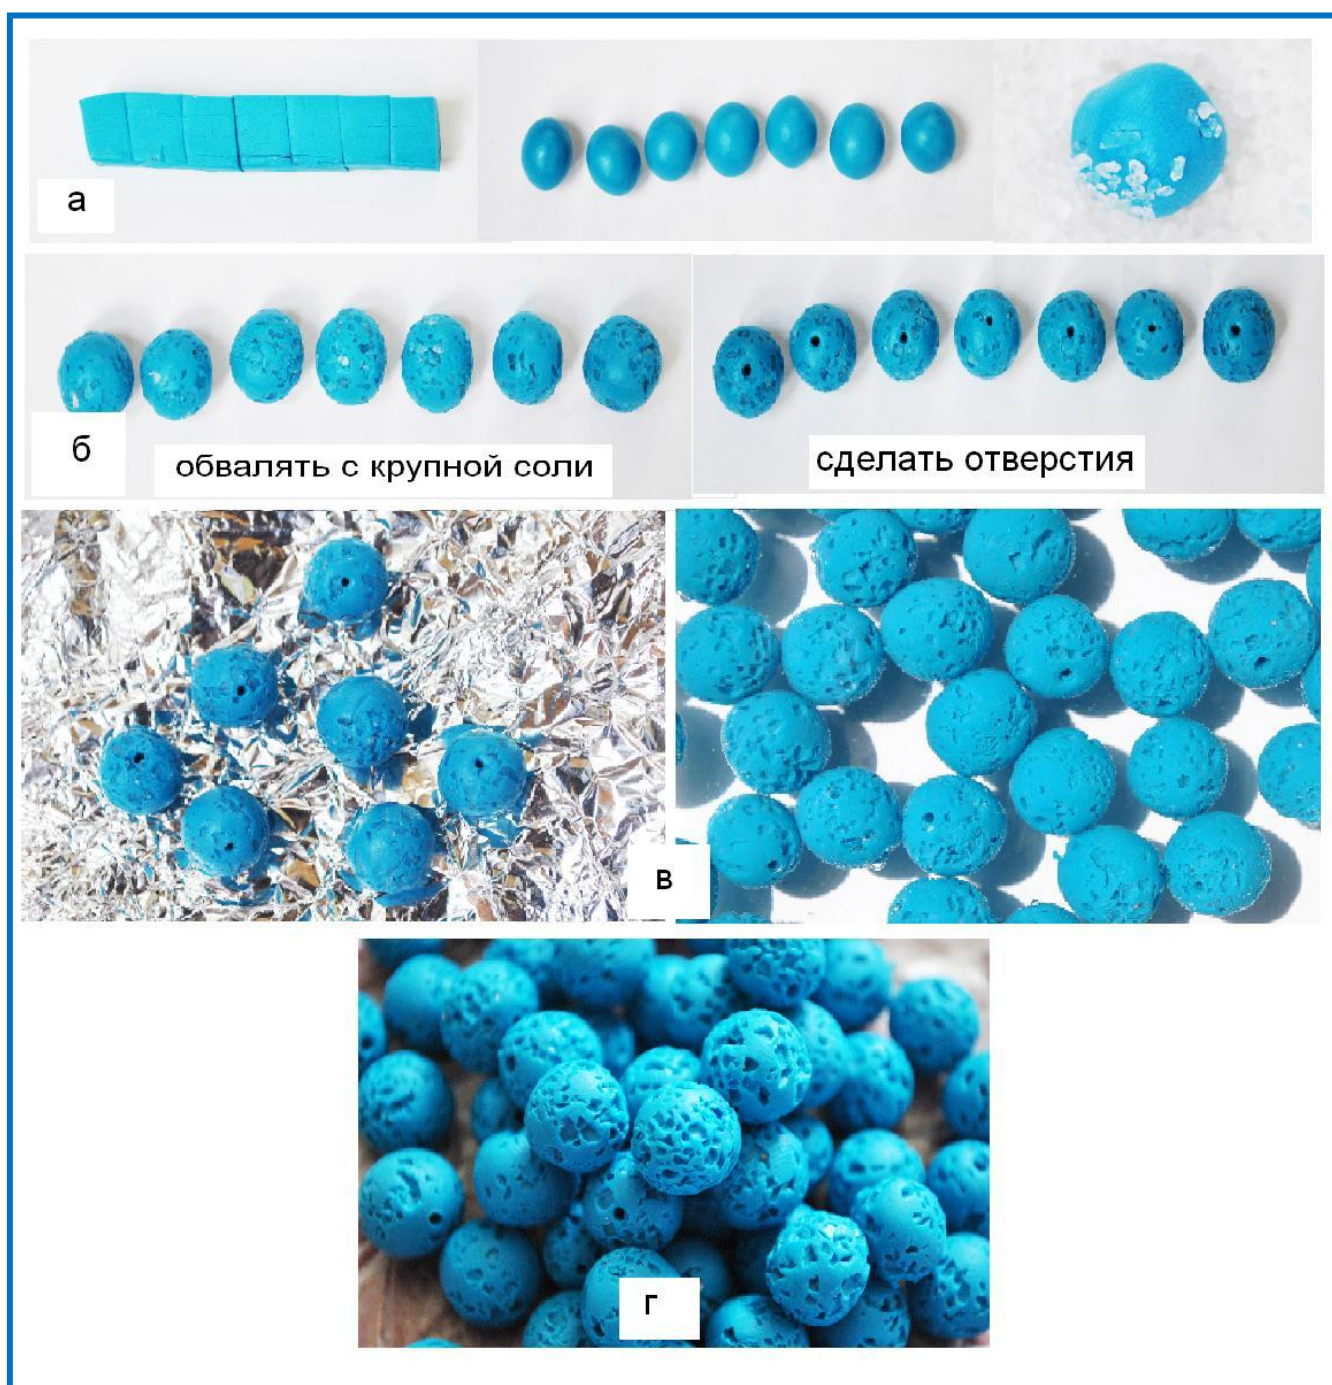 а
б
обвалять с крупной соли
сделать отверстия
в
г